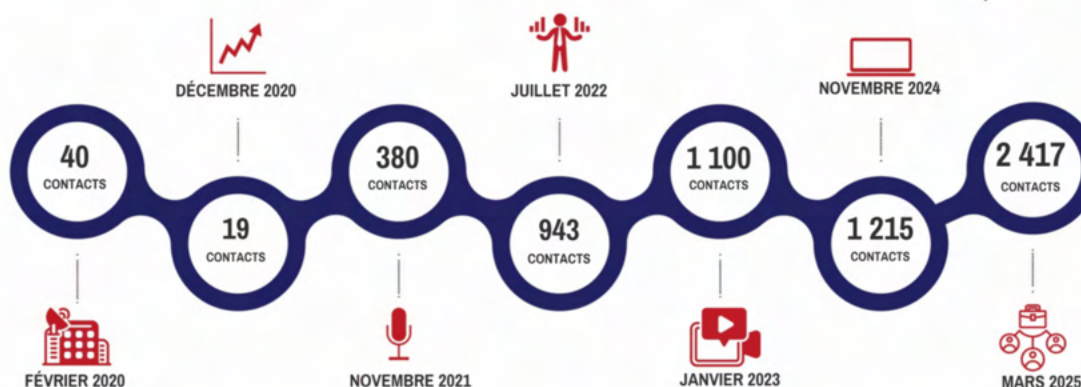 DÉCEMBRE 2020
JUILLET 2022
NOVEMBRE 2024
40
CONTACTS
19
CONTACTS
380
CONTACTS
943
CONTACTS
1 100
CONTACTS
1 215
CONTACTS
2 417
CONTACTS
FÉVRIER 2020
NOVEMBRE 2021
JANVIER 2023
MARS 2025